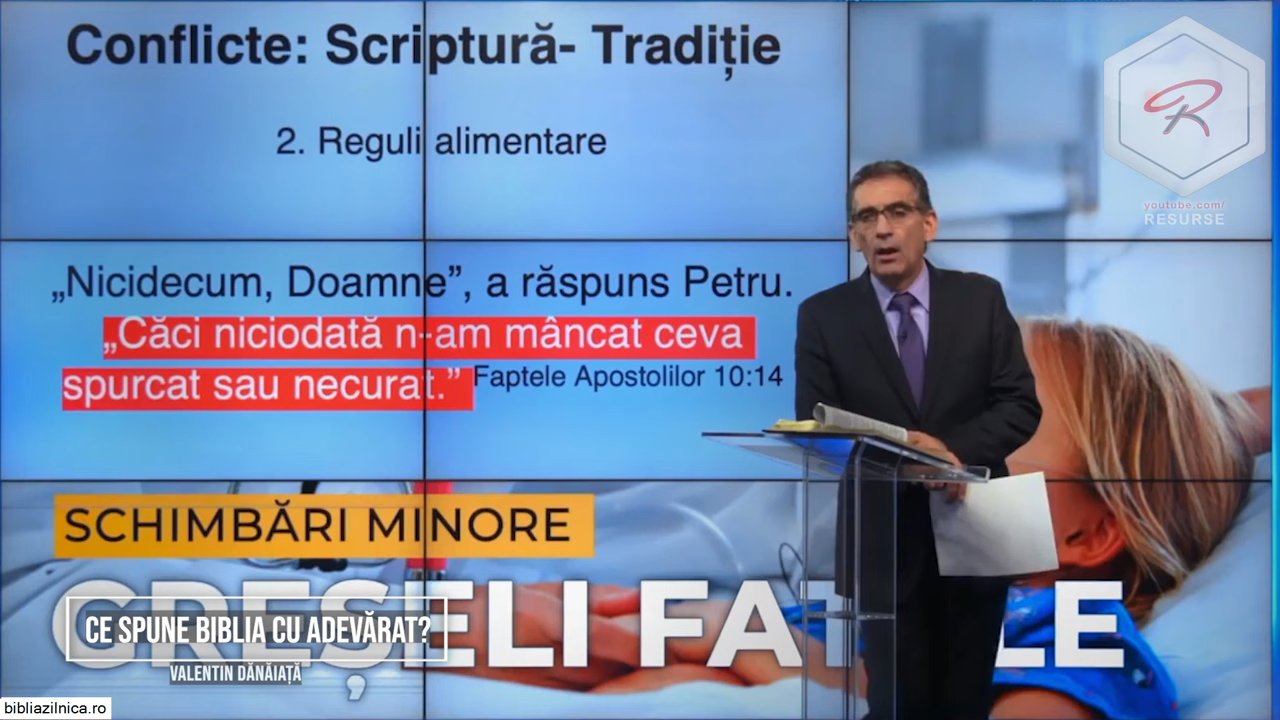 Conflicte: Scriptură- Tradiție
2. Reguli alimentare
youtube.com/
RESURSE
„Nicidecum, Doamne”, a răspuns Petru.
„Căci niciodată n-am mâncat ceva
spurcat sau necurat.” Faptele Apostolilor 10:14
SCHIMBĂRI MINORE
GREȘELI FATALE
CE SPUNE BIBLIA CU ADEVĂRAT?
VALENTIN DĂNĂIAȚĂ
bibliazilnica.ro